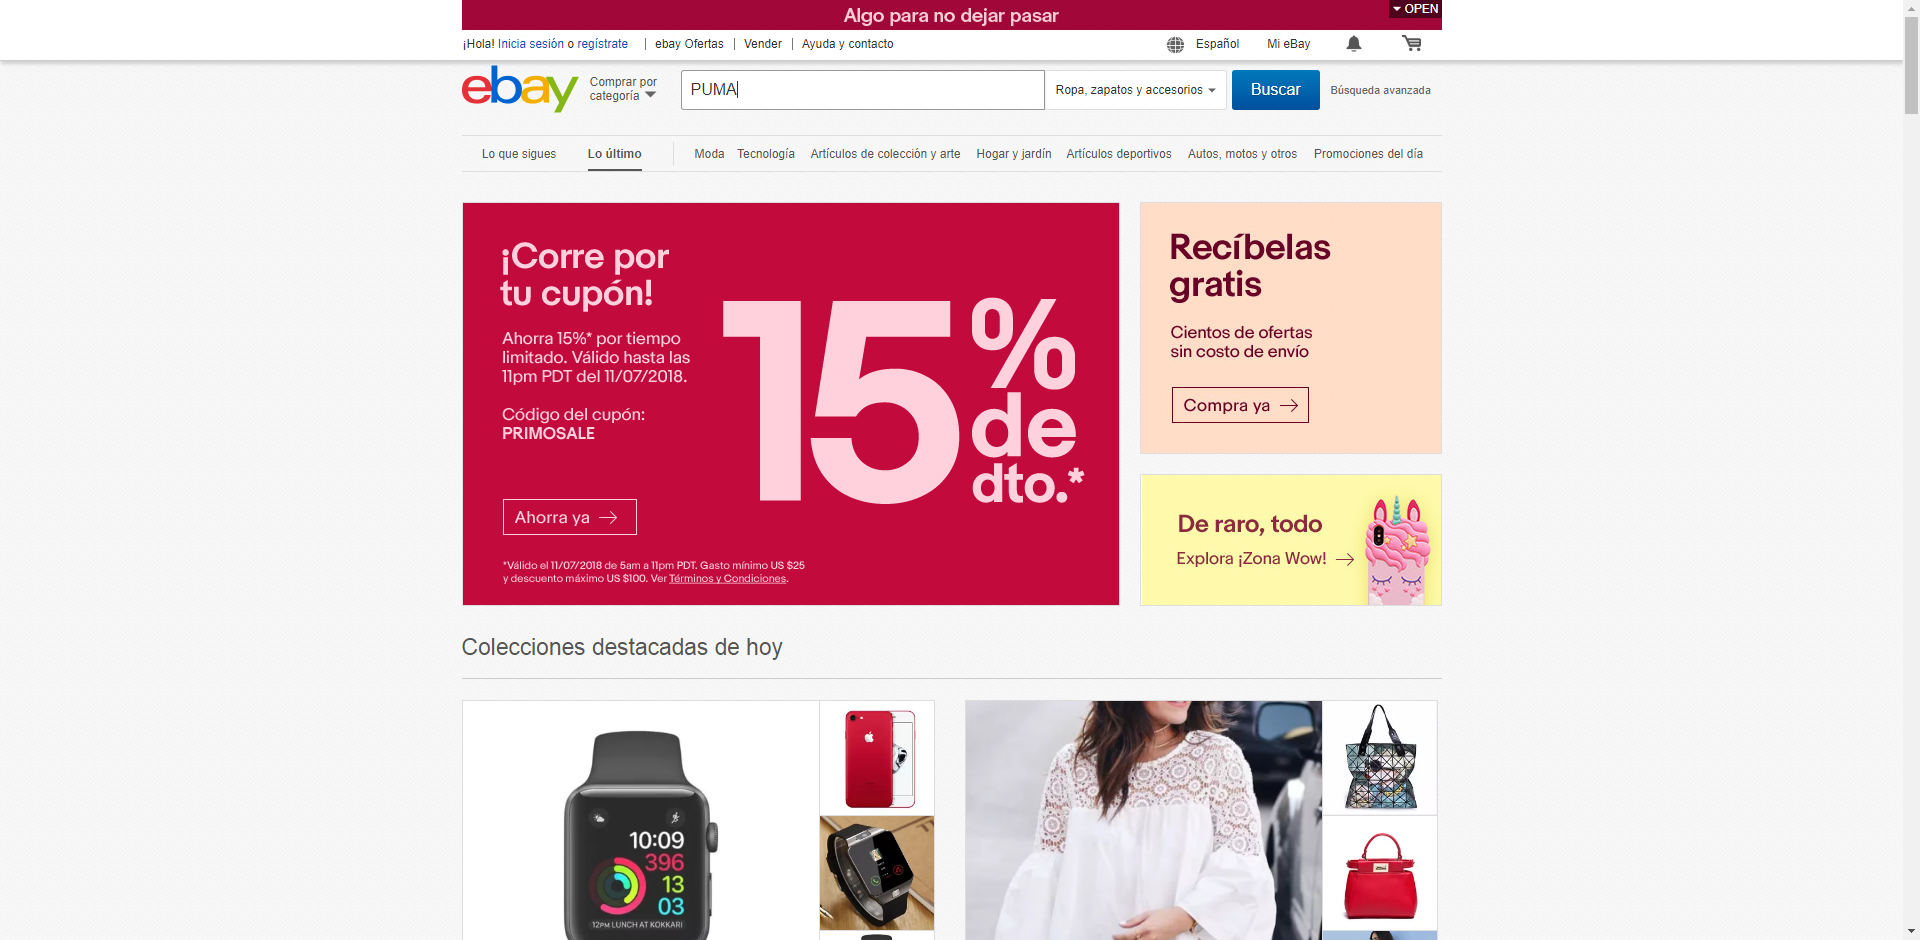 Algo para no dejar pasar
OPEN
¡Hola! Inicia sesión o regístrate
ebay Ofertas
Vender
Ayuda y contacto
Español
Mi eBay
ebay
Comprar por
categoría
PUMA
Ropa, zapatos y accesorios
Buscar
Búsqueda avanzada
Lo que sigues
Lo último
Moda
Tecnología
Artículos de colección y arte
Hogar y jardín
Artículos deportivos
Autos, motos y otros
Promociones del día
¡Corre por
tu cupón!
Ahorra 15%* por tiempo
limitado. Válido hasta las
11pm PDT del 11/07/2018.
Código del cupón:
PRIMOSALE
Ahorra ya
*Válido el 11/07/2018 de 5am a 11pm PDT. Gasto mínimo US $25
y descuento máximo US $100. Ver Términos y Condiciones.
15%
de
dto.*
Recíbelas
gratis
Cientos de ofertas
sin costo de envío
Compra ya
De raro, todo
Explora ¡Zona Wow!
Colecciones destacadas de hoy
10:09
396
13
03
12PM LUNCH AT KOKKARI